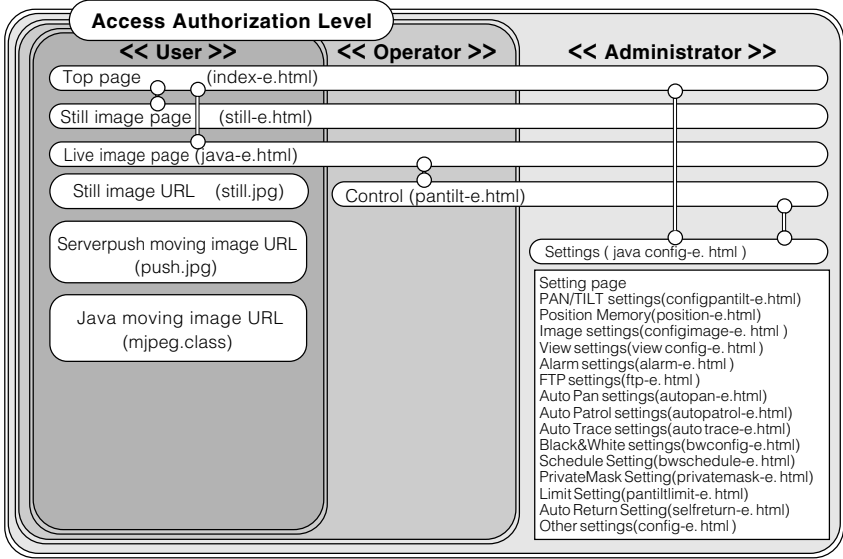 Access Authorization Level
<< User >>
<< Operator >>
<< Administrator >>
Top page (index-e.html)
Still image page (still-e.html)
Live image page (java-e.html)
Still image URL (still.jpg)
Control (pantilt-e.html)
Serverpush moving image URL
(push.jpg)
Settings ( java config-e. html )
Java moving image URL
(mjpeg.class)
Setting page
PAN/TILT settings(configpantilt-e.html)
Position Memory(position-e.html)
Image settings(configimage-e. html )
View settings(view config-e. html )
Alarm settings(alarm-e. html )
FTP settings(ftp-e. html )
Auto Pan settings(autopan-e.html)
Auto Patrol settings(autopatrol-e.html)
Auto Trace settings(auto trace-e.html)
Black&White settings(bwconfig-e.html)
Schedule Setting(bwschedule-e. html)
PrivateMask Setting(privatemask-e. html)
Limit Setting(pantiltlimit-e. html)
Auto Return Setting(selfreturn-e. html)
Other settings(config-e. html )